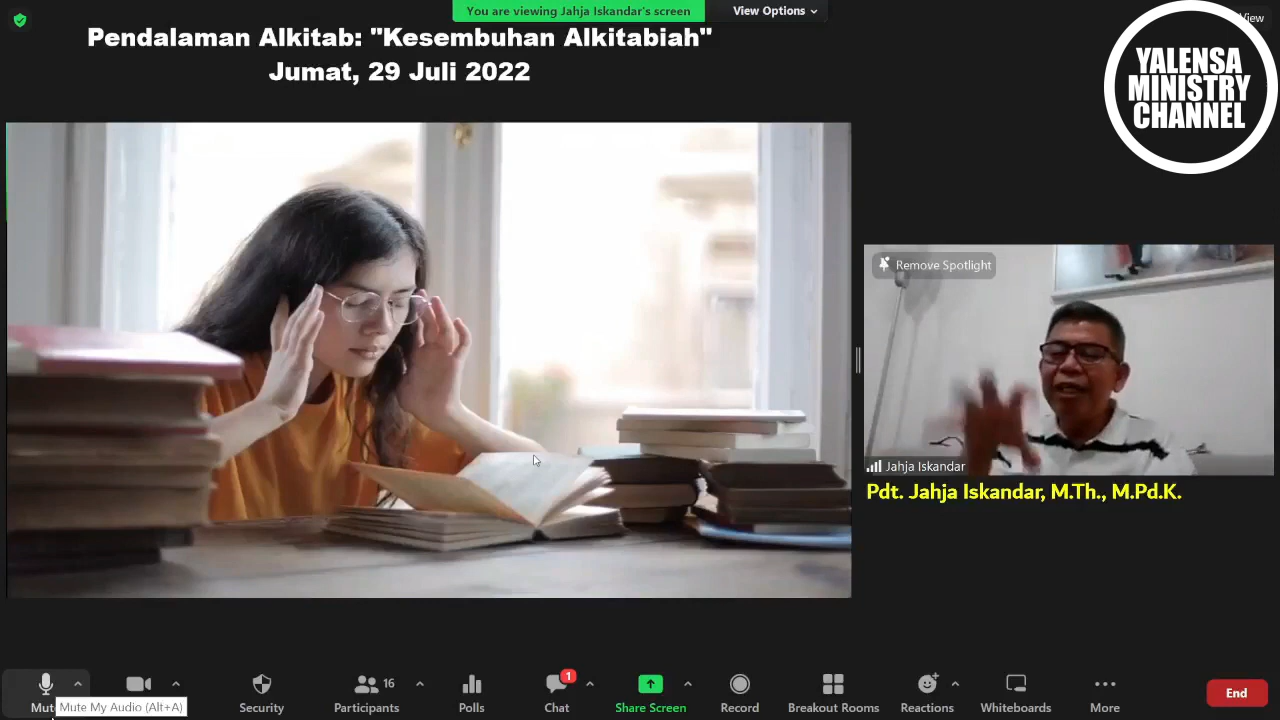 You are viewing Jahja Iskandar's screen
View Options
View
Pendalaman Alkitab: "Kesembuhan Alkitabiah"
Jumat, 29 Juli 2022
YALENSA
MINISTRY
CHANNEL
Remove Spotlight
Jahja Iskandar
Pdt. Jahja Iskandar, M.Th., M.Pd.K.
16
1
Mute
Mute My Audio (Alt+A)
Security
Participants
Polls
Chat
Share Screen
Record
Breakout Rooms
Reactions
Whiteboards
More
End